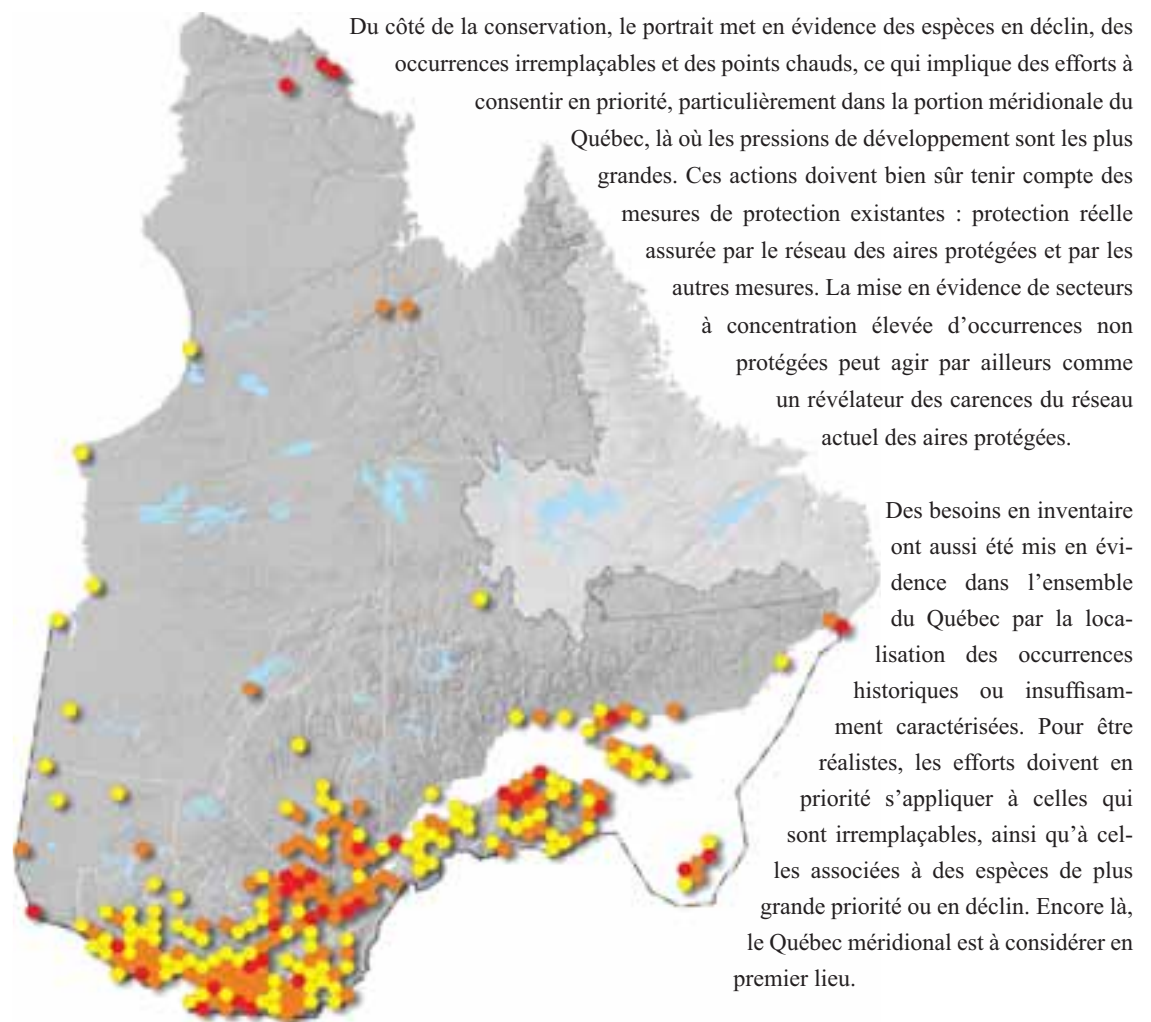 Du côté de la conservation, le portrait met en évidence des espèces en déclin, des
occurrences irremplaçables et des points chauds, ce qui implique des efforts à
consentir en priorité, particulièrement dans la portion méridionale du
Québec, là où les pressions de développement sont les plus
grandes. Ces actions doivent bien sûr tenir compte des
mesures de protection existantes : protection réelle
assurée par le réseau des aires protégées et par les
autres mesures. La mise en évidence de secteurs
à concentration élevée d’occurrences non
protégées peut agir par ailleurs comme
un révélateur des carences du réseau
actuel des aires protégées.
Des besoins en inventaire
ont aussi été mis en évi-
dence dans l’ensemble
du Québec par la loca-
lisation des occurrences
historiques ou insuffisam-
ment caractérisées. Pour être
réalistes, les efforts doivent en
priorité s’appliquer à celles qui
sont irremplaçables, ainsi qu’à cel-
les associées à des espèces de plus
grande priorité ou en déclin. Encore là,
le Québec méridional est à considérer en
premier lieu.